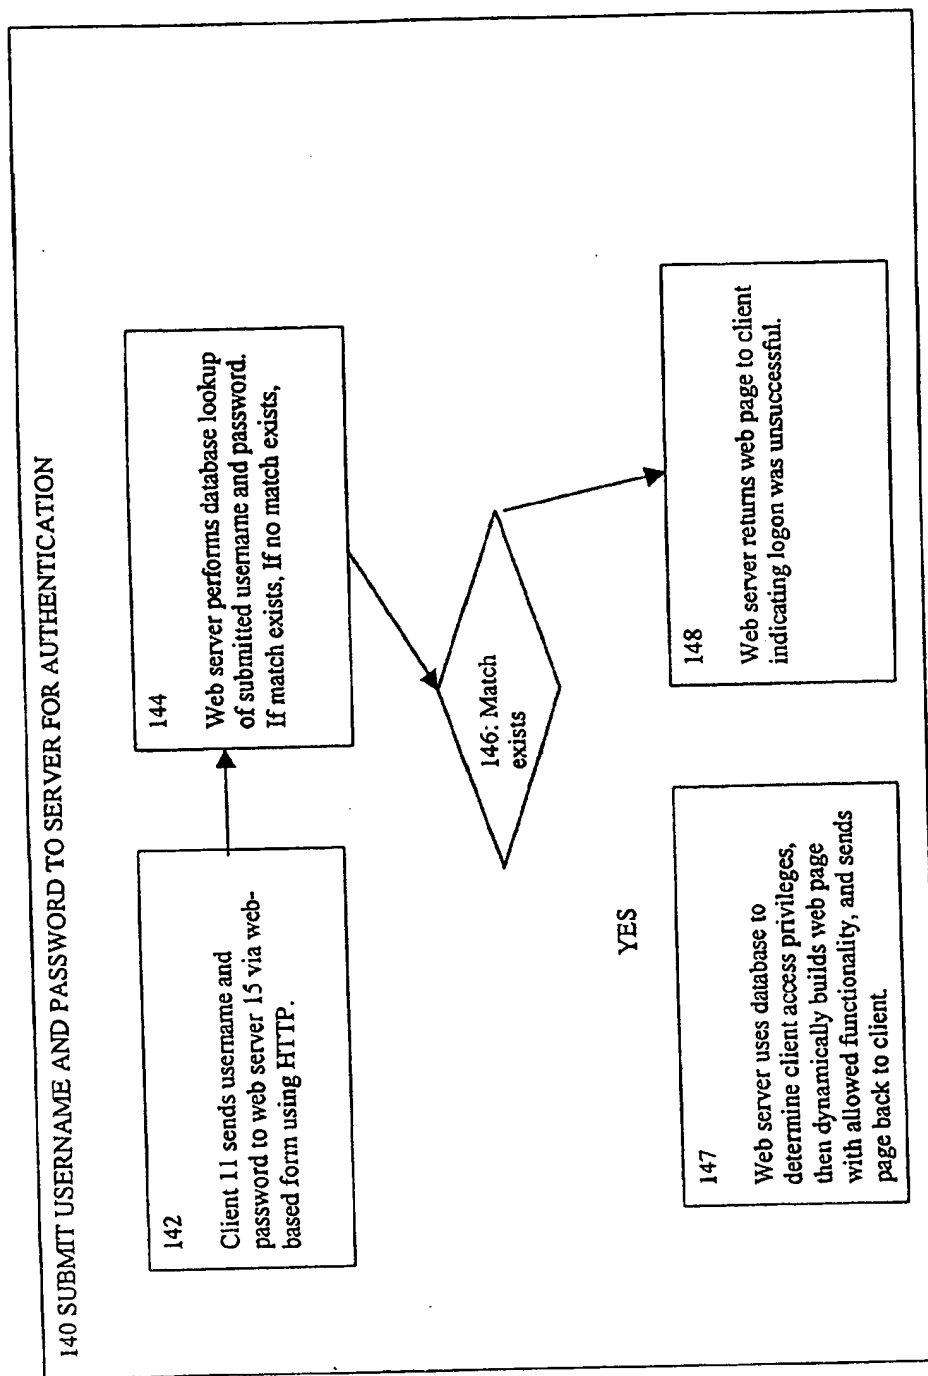 140 SUBMIT USERNAME AND PASSWORD TO SERVER FOR AUTHENTICATION
142
Client 11 sends username and
password to web server 15 via web-
based form using HTTP.
144
Web server performs database lookup
of submitted username and password.
If match exists, If no match exists,
146: Match
exists
YES
147
Web server uses database to
determine client access privileges,
then dynamically builds web page
with allowed functionality, and sends
page back to client.
148
Web server returns web page to client
indicating logon was unsuccessful.